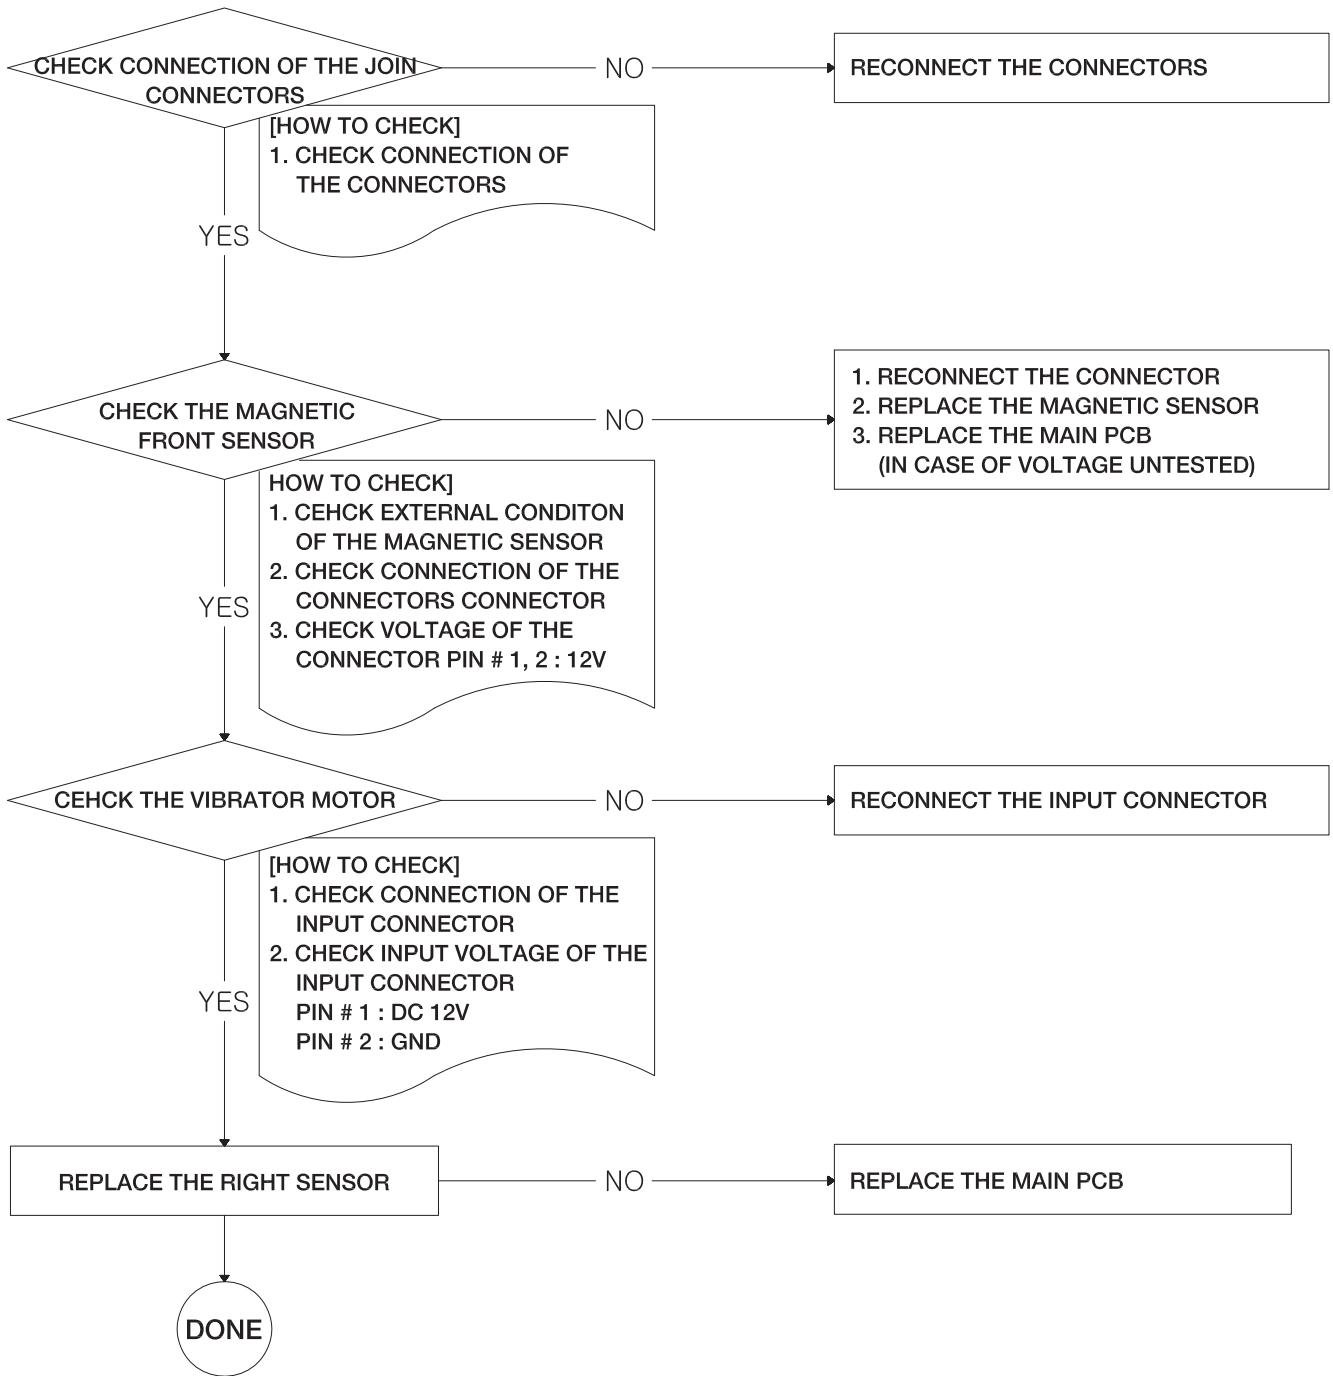 CHECK CONNECTION OF THE JOIN
CONNECTORS
NO
RECONNECT THE CONNECTORS
[HOW TO CHECK]
1. CHECK CONNECTION OF
THE CONNECTORS
YES
CHECK THE MAGNETIC
FRONT SENSOR
NO
1. RECONNECT THE CONNECTOR
2. REPLACE THE MAGNETIC SENSOR
3. REPLACE THE MAIN PCB
(IN CASE OF VOLTAGE UNTESTED)
HOW TO CHECK]
1. CEHCK EXTERNAL CONDITON
OF THE MAGNETIC SENSOR
2. CHECK CONNECTION OF THE
CONNECTORS CONNECTOR
3. CHECK VOLTAGE OF THE
CONNECTOR PIN # 1, 2 : 12V
YES
CEHCK THE VIBRATOR MOTOR
NO
RECONNECT THE INPUT CONNECTOR
[HOW TO CHECK]
1. CHECK CONNECTION OF THE
INPUT CONNECTOR
2. CHECK INPUT VOLTAGE OF THE
INPUT CONNECTOR
PIN # 1 : DC 12V
PIN # 2 : GND
YES
REPLACE THE RIGHT SENSOR
NO
REPLACE THE MAIN PCB
DONE